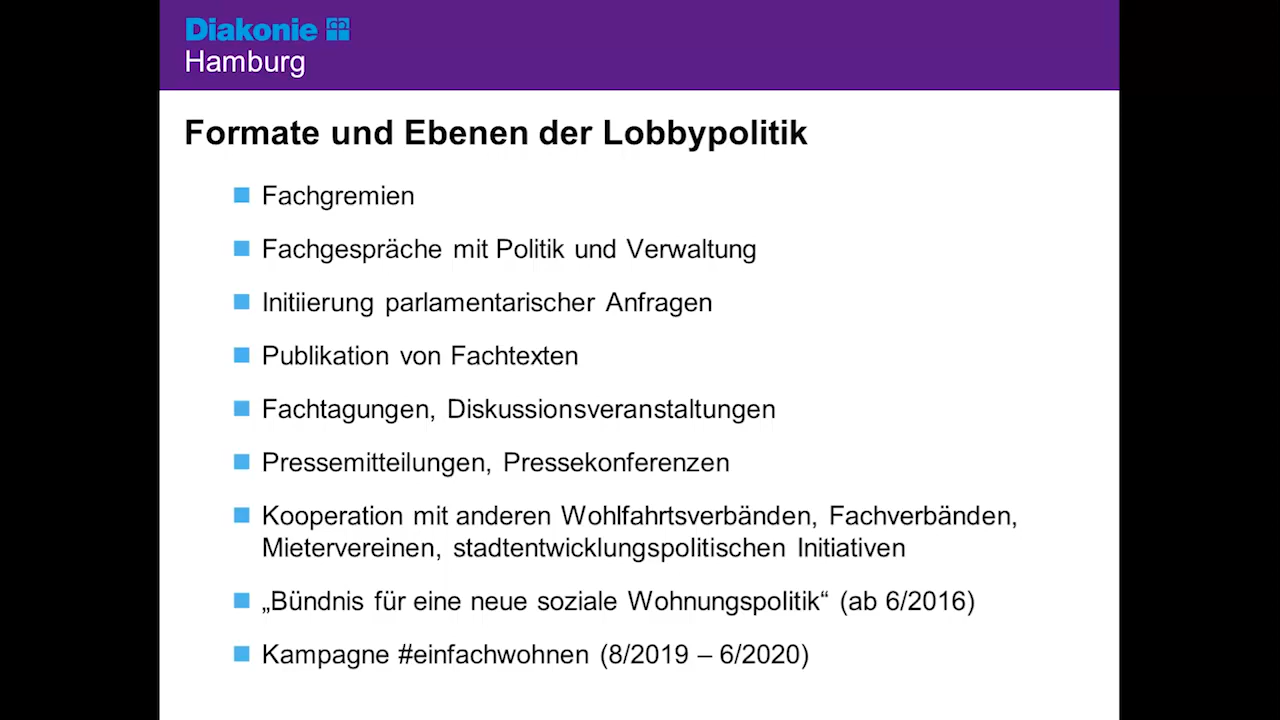 Diakonie
Hamburg
Formate und Ebenen der Lobbypolitik
Fachgremien
Fachgespräche mit Politik und Verwaltung
Initiierung parlamentarischer Anfragen
Publikation von Fachtexten
Fachtagungen, Diskussionsveranstaltungen
Pressemitteilungen, Pressekonferenzen
Kooperation mit anderen Wohlfahrtsverbänden, Fachverbänden,
Mietervereinen, stadtentwicklungspolitischen Initiativen
„Bündnis für eine neue soziale Wohnungspolitik“ (ab 6/2016)
Kampagne #einfachwohnen (8/2019 – 6/2020)